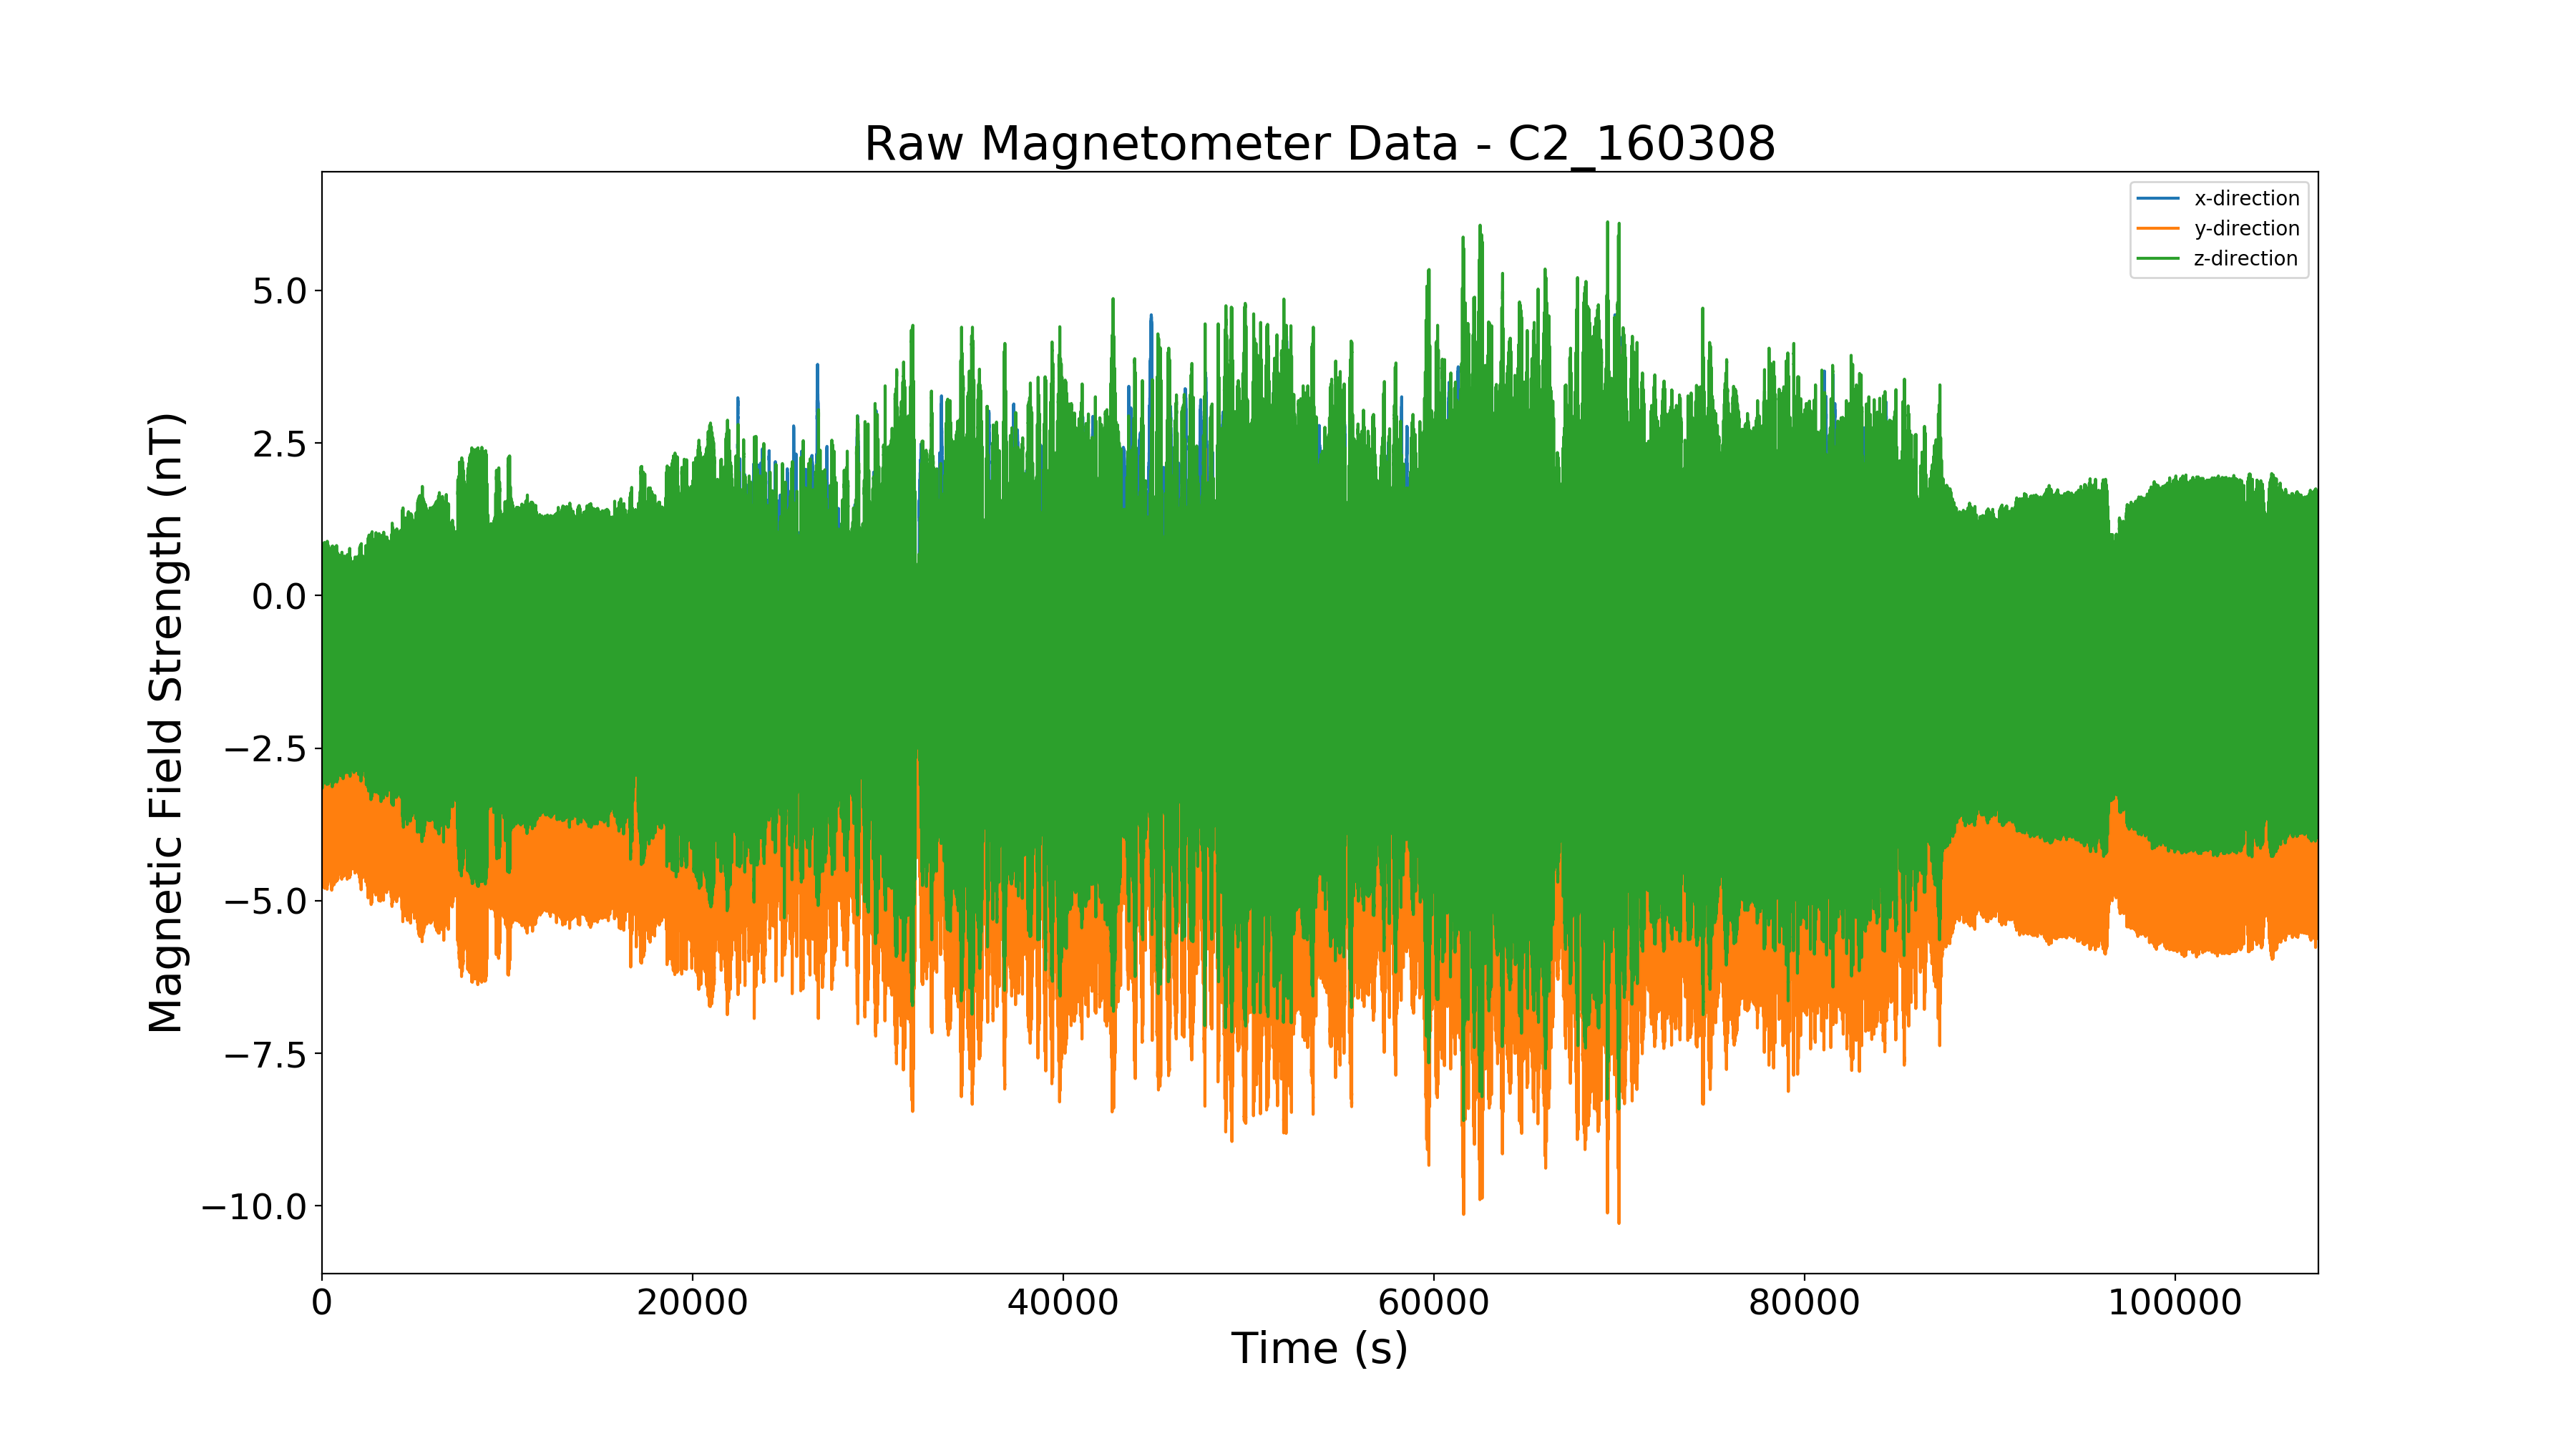 Raw Magnetometer Data - C2_160308
x-direction
y-direction
z-direction
Magnetic Field Strength (nT)
5.0
2.5
0.0
−2.5
−5.0
−7.5
−10.0
0 20000 40000 60000 80000 100000
Time (s)